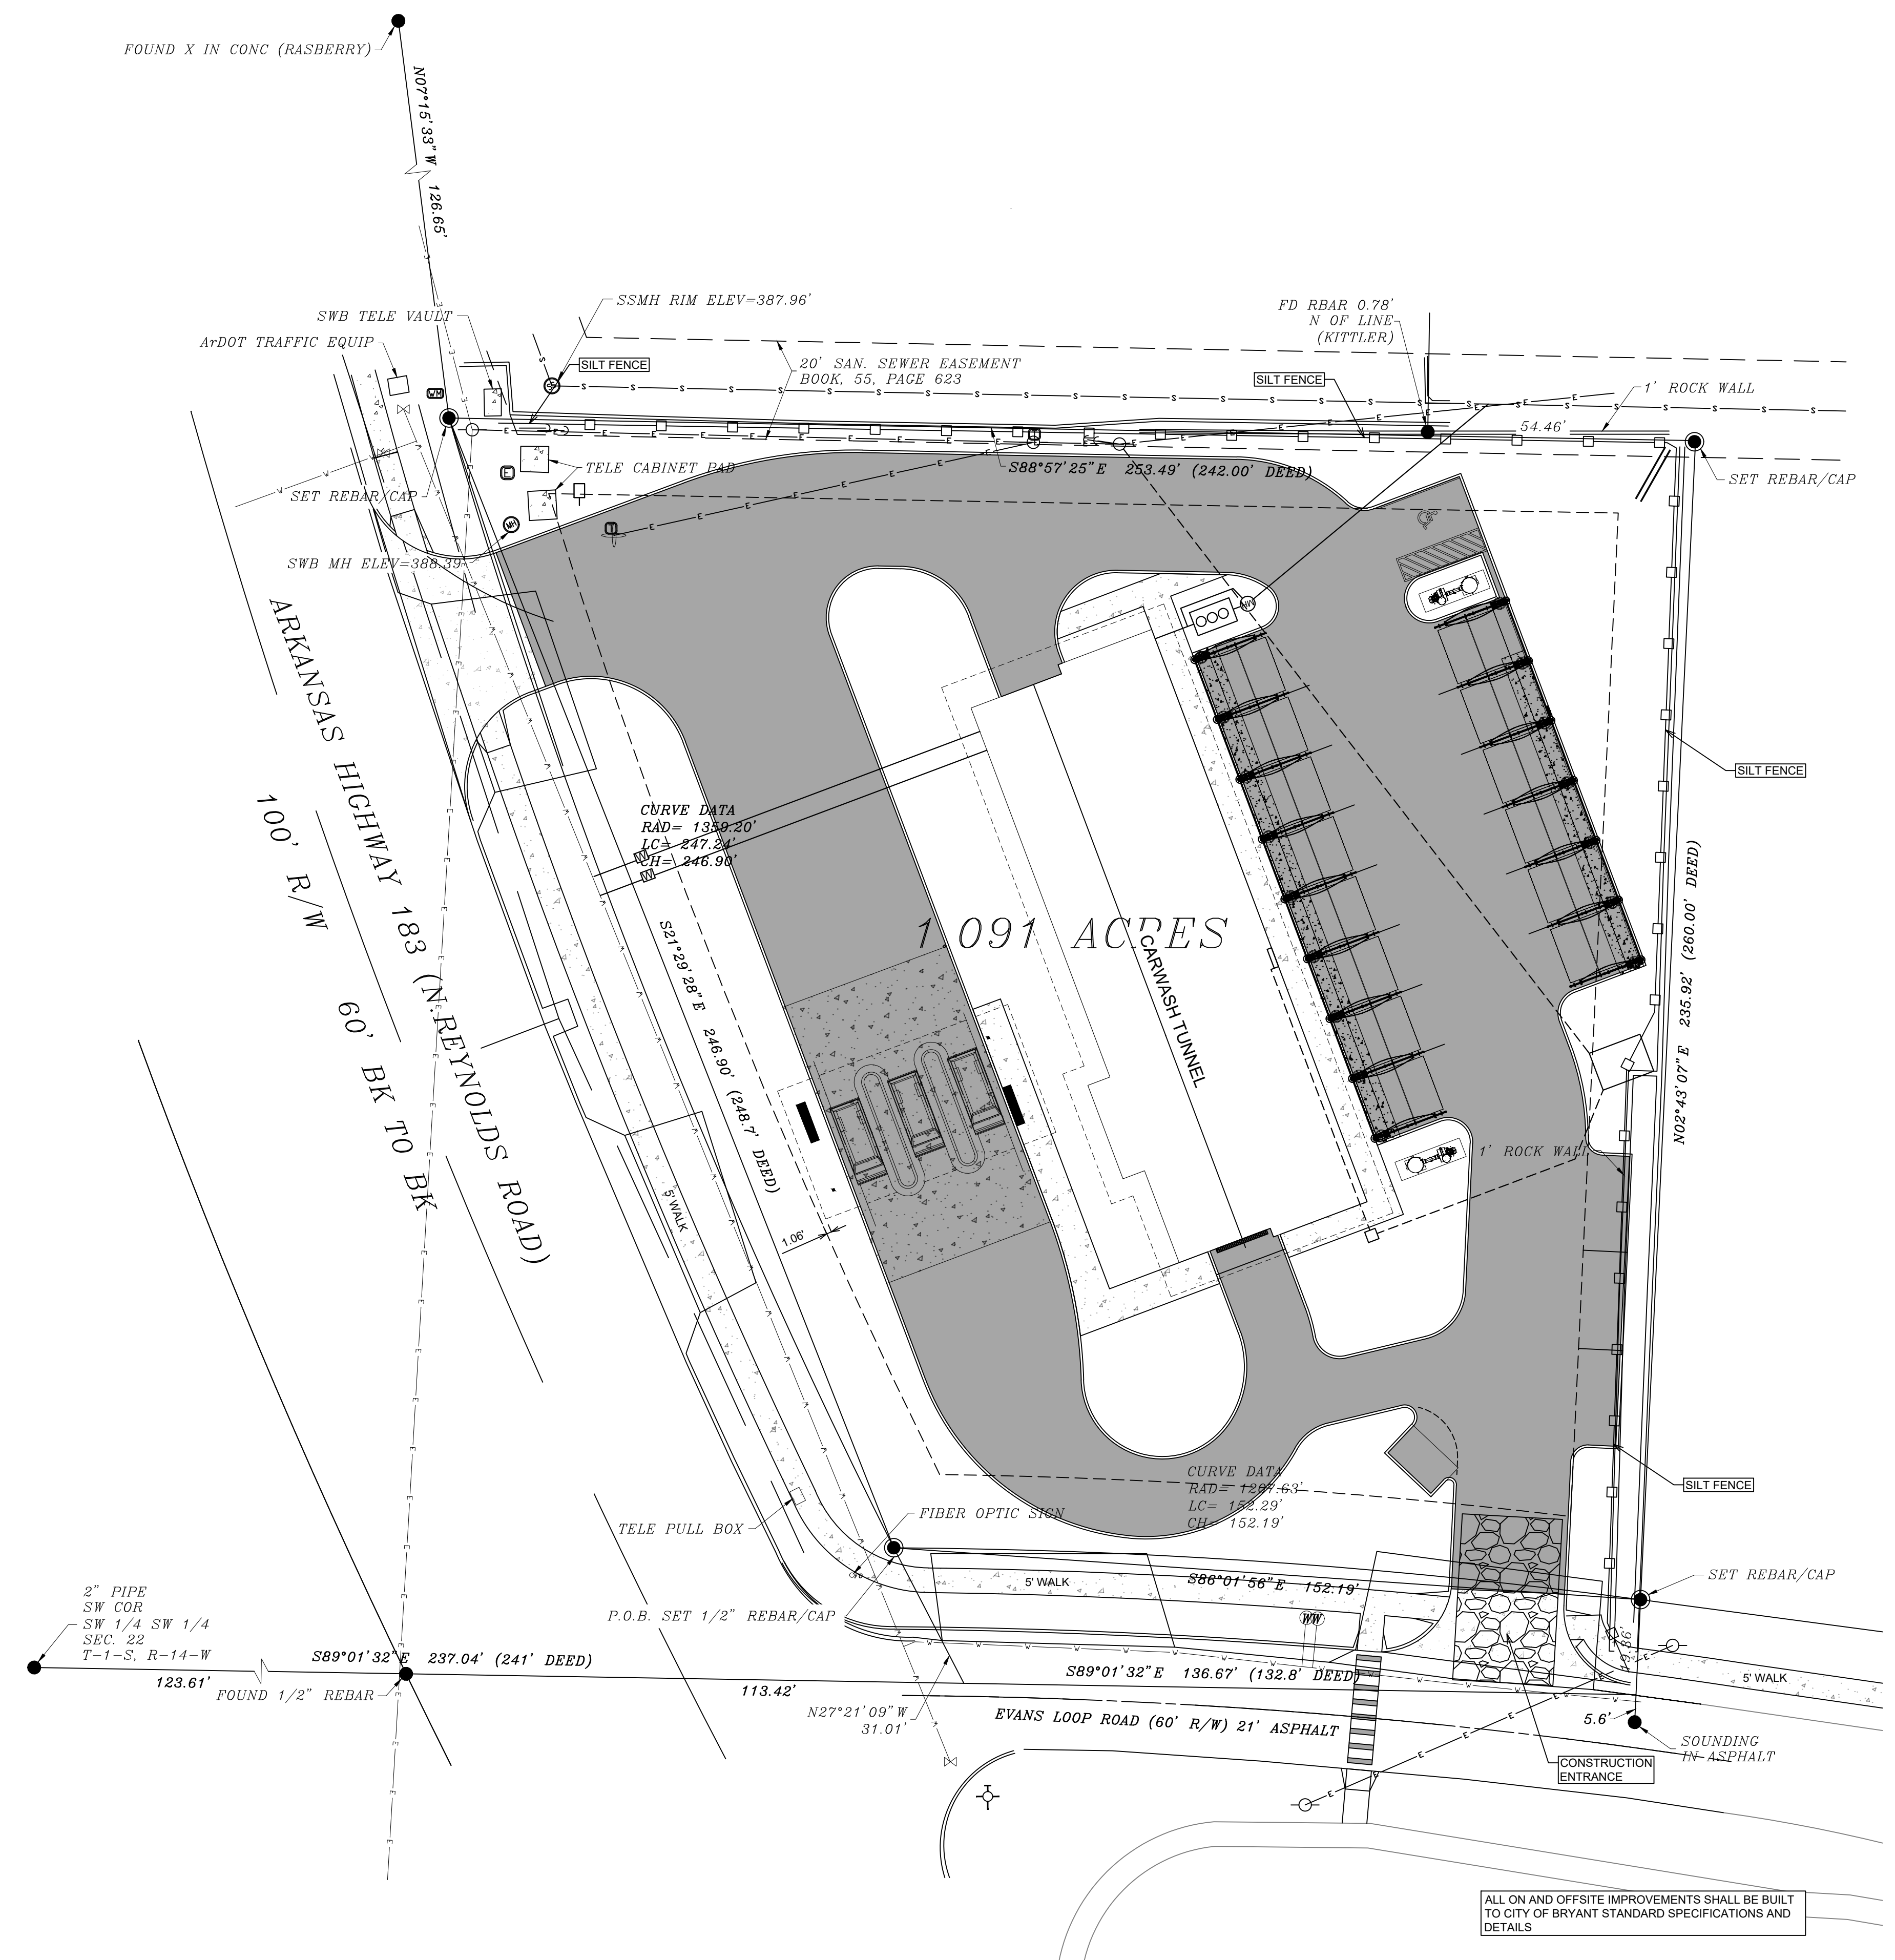 FOUND X IN CONC (RASBERRY)
N07°15'33"W 126.65'
SSMH RIM ELEV=387.96'
SWB TELE VAULT
ArDOT TRAFFIC EQUIP
SILT FENCE
20' SAN. SEWER EASEMENT
BOOK, 55, PAGE 623
FD RBAR 0.78'
N OF LINE
(KITTLER)
SILT FENCE
1' ROCK WALL
54.46'
WM
TELE CABINET PAD
S88°57'25"E 253.49' (242.00' DEED)
SET REBAR/CAP
SET REBAR/CAP
E
MH
T
SWB MH ELEV=388.39
ARKANSAS HIGHWAY 183 (N.REYNOLDS ROAD)
100' R/W
60' BK TO BK
SILT FENCE
CURVE DATA
RAD= 1359.20'
LC= 247.24'
CH= 246.90'
W
W
S21°29'28"E 246.90' (248.7' DEED)
1.091 ACRES
CARWASH TUNNEL
N02°43'07"E 235.92' (260.00' DEED)
1' ROCK WALL
5' WALK
1.06'
CURVE DATA
RAD= 1207.63'
LC= 152.29'
CH= 152.19'
SILT FENCE
FIBER OPTIC SIGN
TELE PULL BOX
5' WALK
S86°01'56"E 152.19'
SET REBAR/CAP
2" PIPE
SW COR
SW 1/4 SW 1/4
SEC. 22
T-1-S, R-14-W
P.O.B. SET 1/2" REBAR/CAP
WW
19.86'
S89°01'32"E 237.04' (241' DEED)
123.61'
FOUND 1/2" REBAR
113.42'
S89°01'32"E 136.67' (132.8' DEED)
5' WALK
N27°21'09"W
31.01'
EVANS LOOP ROAD (60' R/W) 21' ASPHALT
5.6'
SOUNDING
IN ASPHALT
CONSTRUCTION
ENTRANCE
ALL ON AND OFFSITE IMPROVEMENTS SHALL BE BUILT
TO CITY OF BRYANT STANDARD SPECIFICATIONS AND
DETAILS